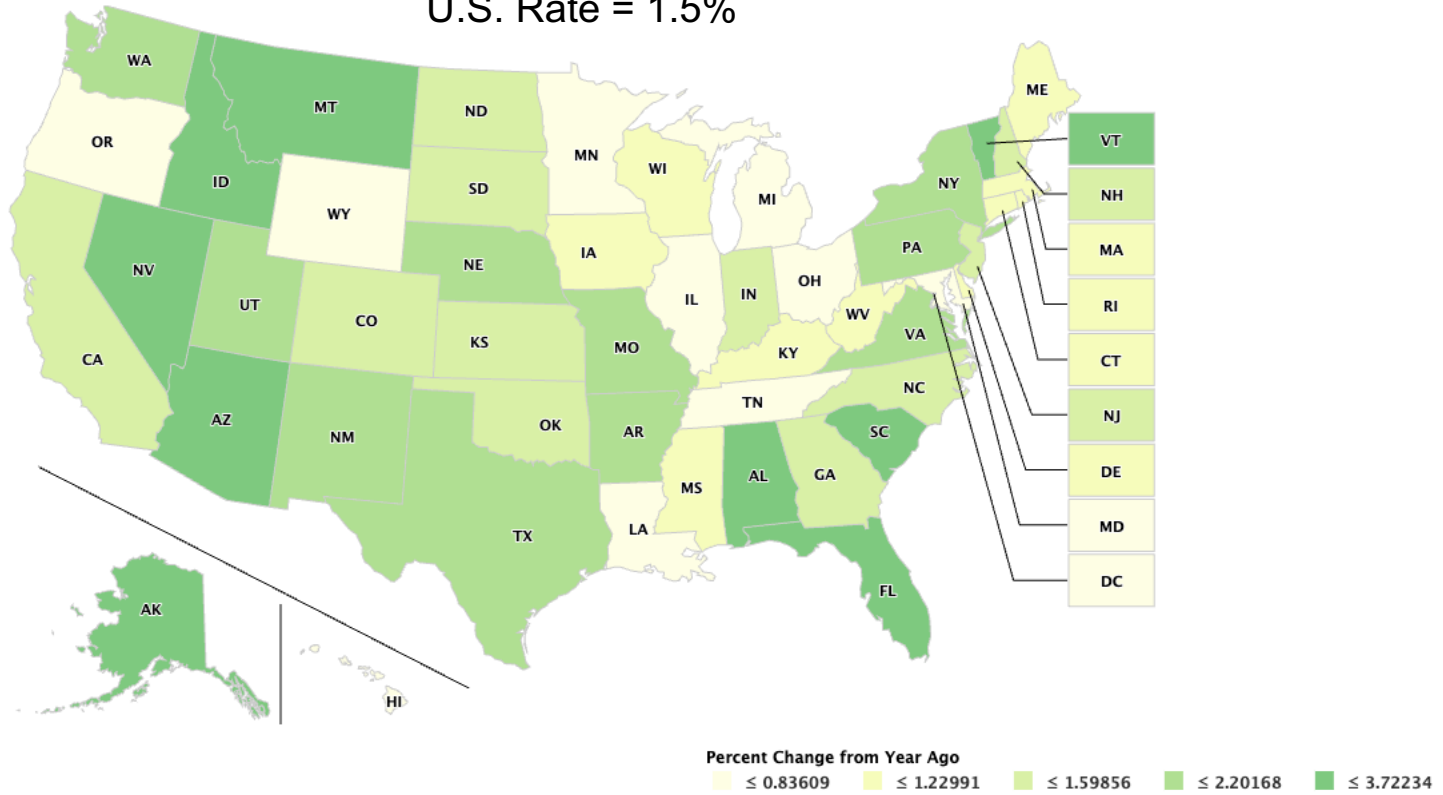 U.S. Rate = 1.5%
WA
MT
ND
MN
ME
VT
OR
ID
SD
WI
NY
NH
WY
MI
MA
NV
NE
IA
PA
RI
UT
CO
IL
IN
OH
WV
CT
CA
KS
MO
KY
VA
NJ
AZ
NM
OK
AR
TN
NC
DE
TX
LA
MS
AL
GA
SC
MD
DC
FL
AK
HI
Percent Change from Year Ago
≤ 0.83609 ≤ 1.22991 ≤ 1.59856 ≤ 2.20168 ≤ 3.72234